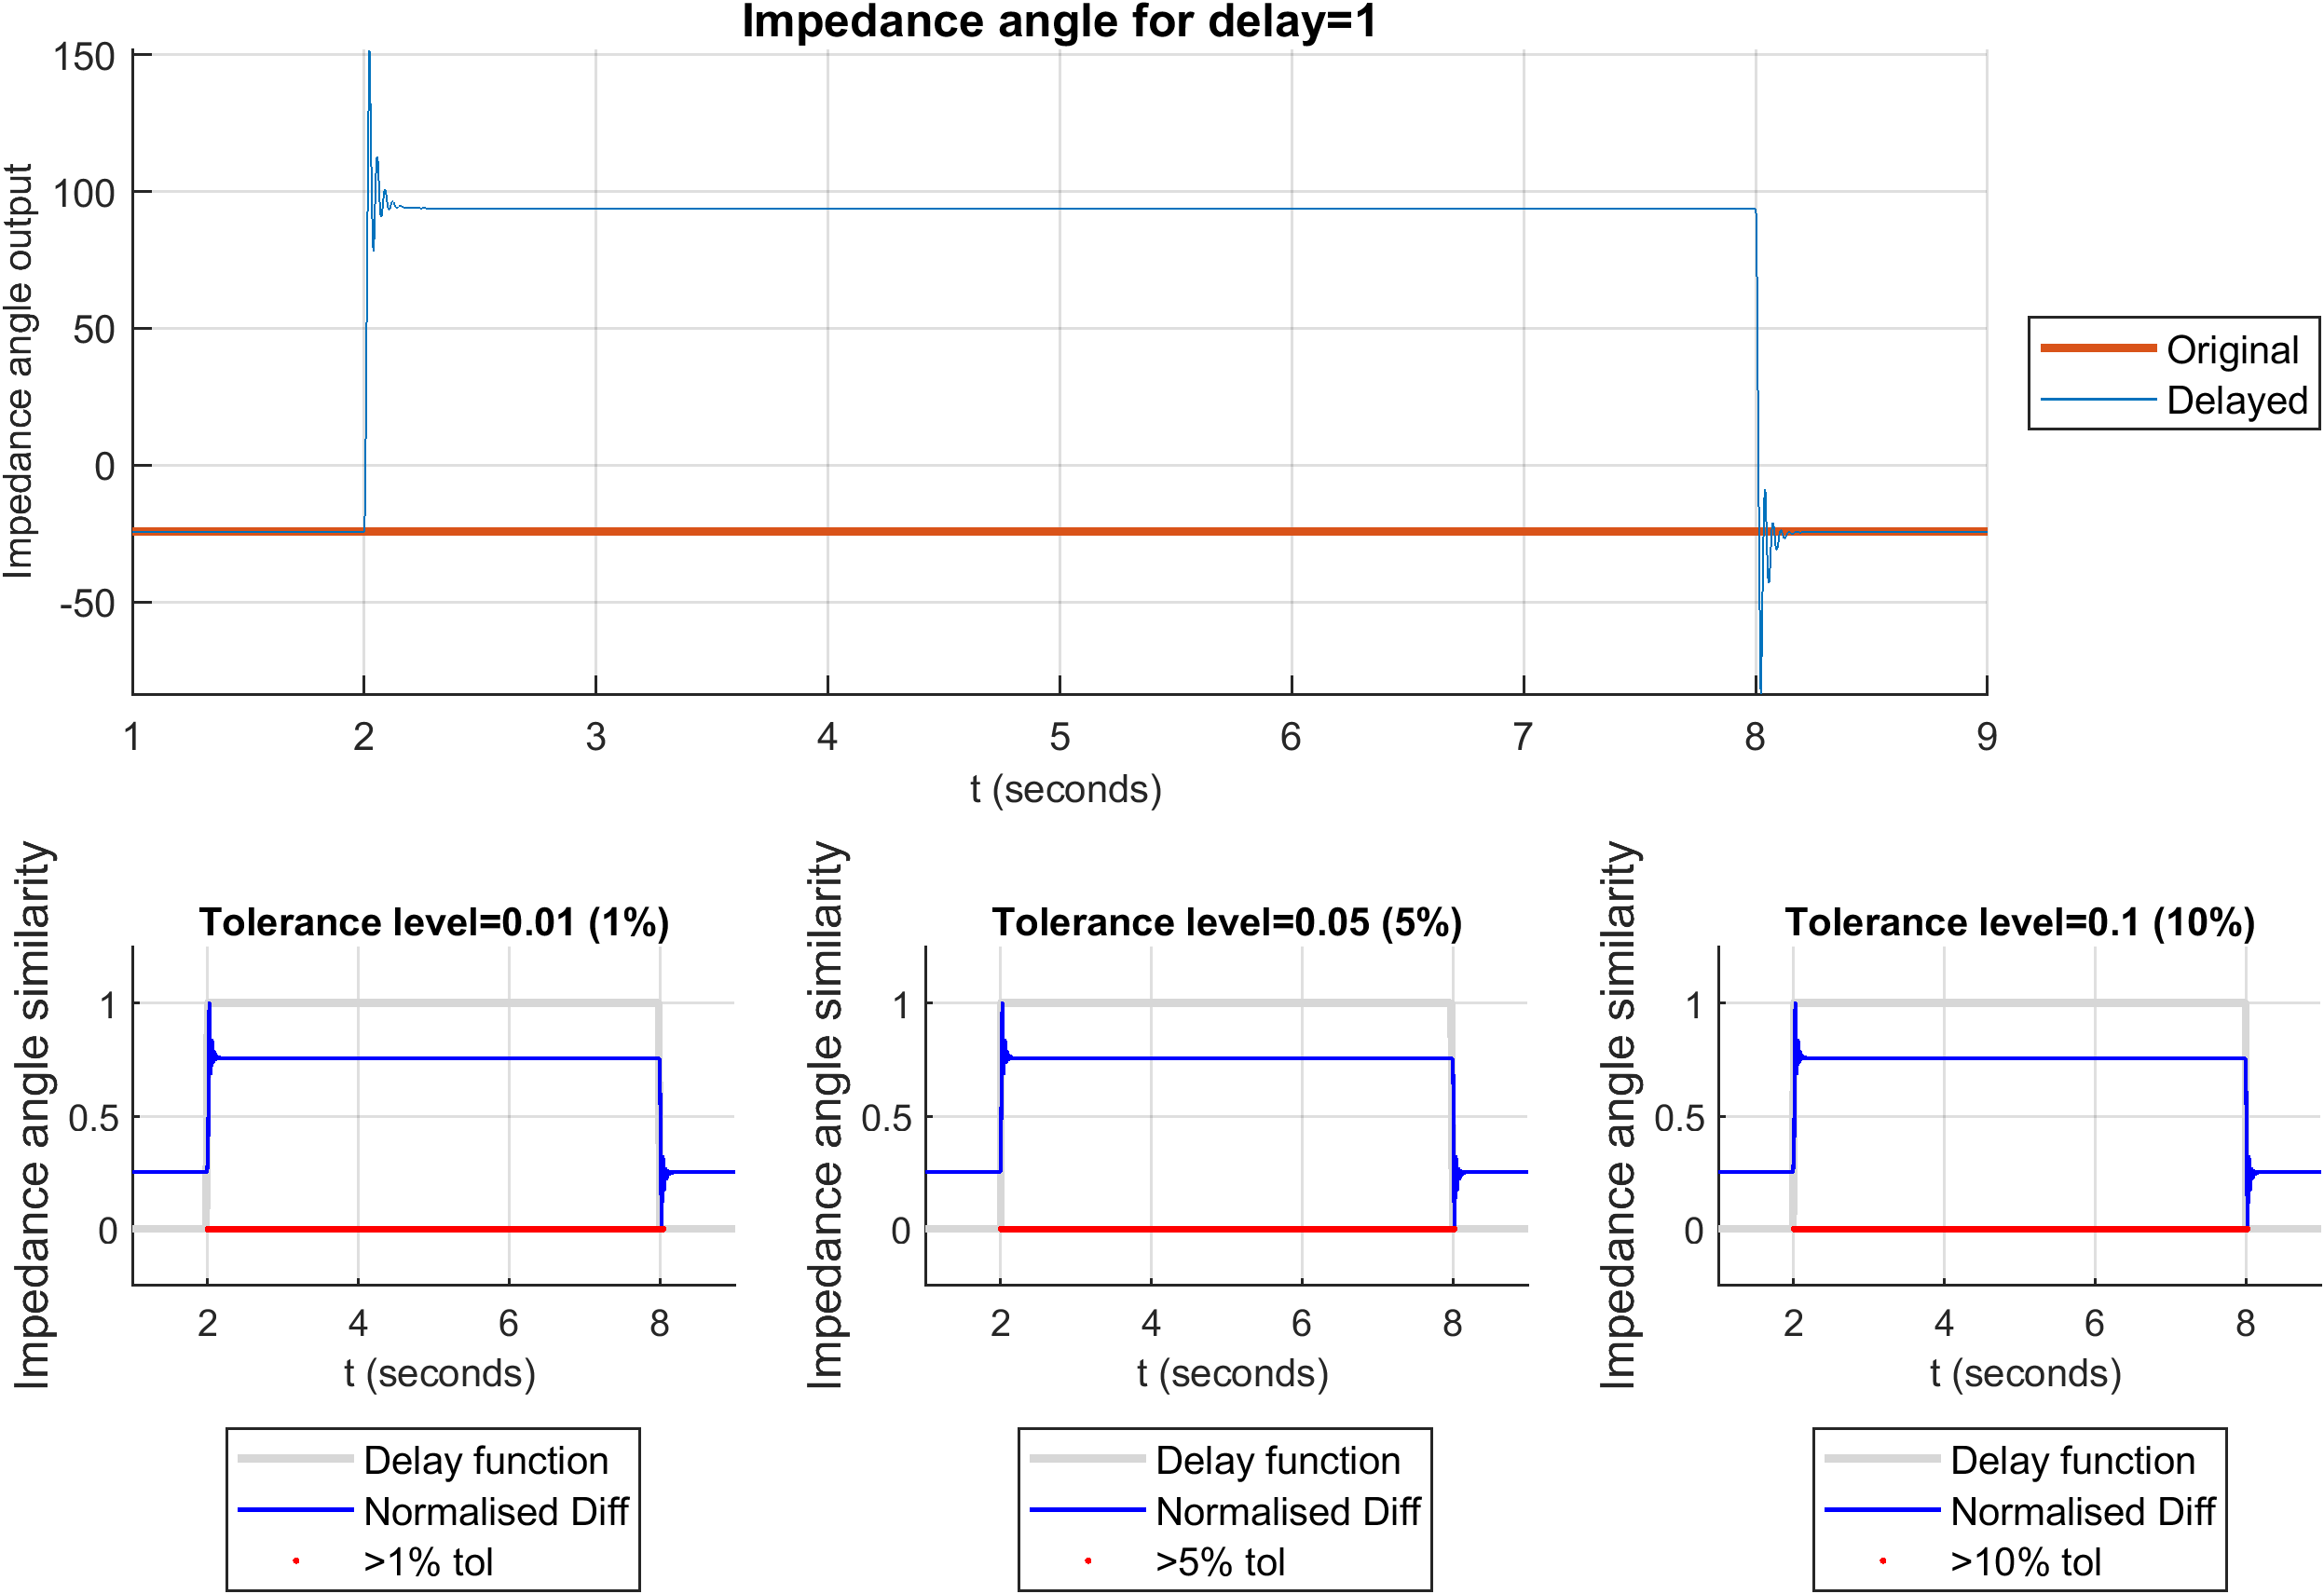 Impedance angle for delay=1
Impedance angle output
150
100
50
0
-50
1 2 3 4 5 6 7 8 9
t (seconds)
Original
Delayed
Tolerance level=0.01 (1%)
Impedance angle similarity
1
0.5
0
2 4 6 8
t (seconds)
Delay function
Normalised Diff
>1% tol
Tolerance level=0.05 (5%)
Impedance angle similarity
1
0.5
0
2 4 6 8
t (seconds)
Delay function
Normalised Diff
>5% tol
Tolerance level=0.1 (10%)
Impedance angle similarity
1
0.5
0
2 4 6 8
t (seconds)
Delay function
Normalised Diff
>10% tol